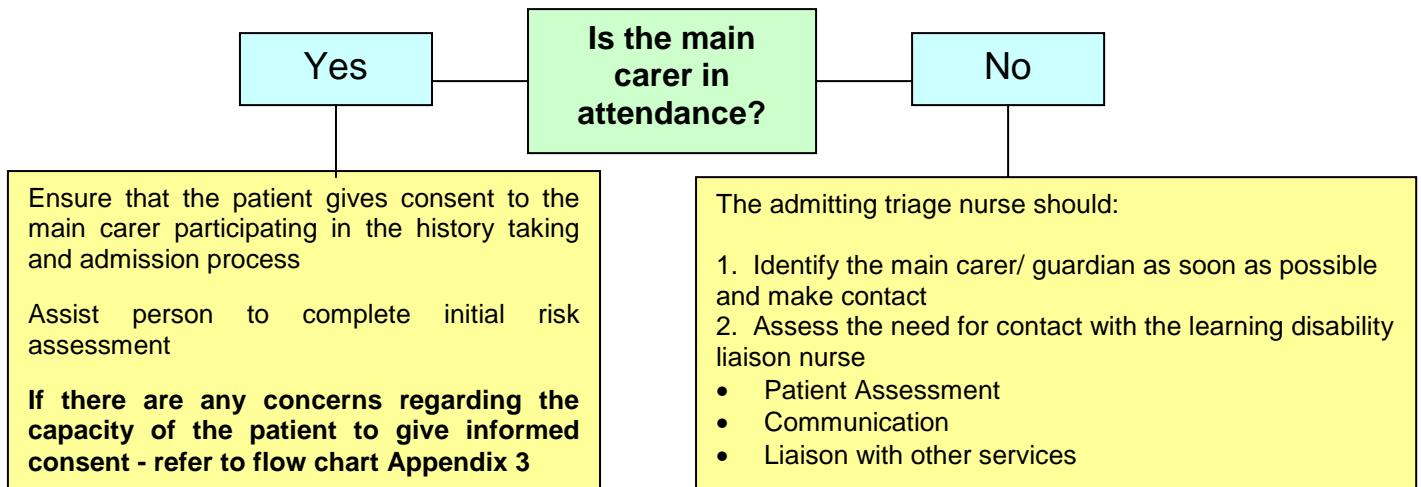 Is the main
carer in
attendance?
Yes
No
Ensure that the patient gives consent to the
main carer participating in the history taking
and admission process
Assist person to complete initial risk
assessment
If there are any concerns regarding the
capacity of the patient to give informed
consent - refer to flow chart Appendix 3
The admitting triage nurse should:
1. Identify the main carer/ guardian as soon as possible
and make contact
2. Assess the need for contact with the learning disability
liaison nurse
• Patient Assessment
• Communication
• Liaison with other services